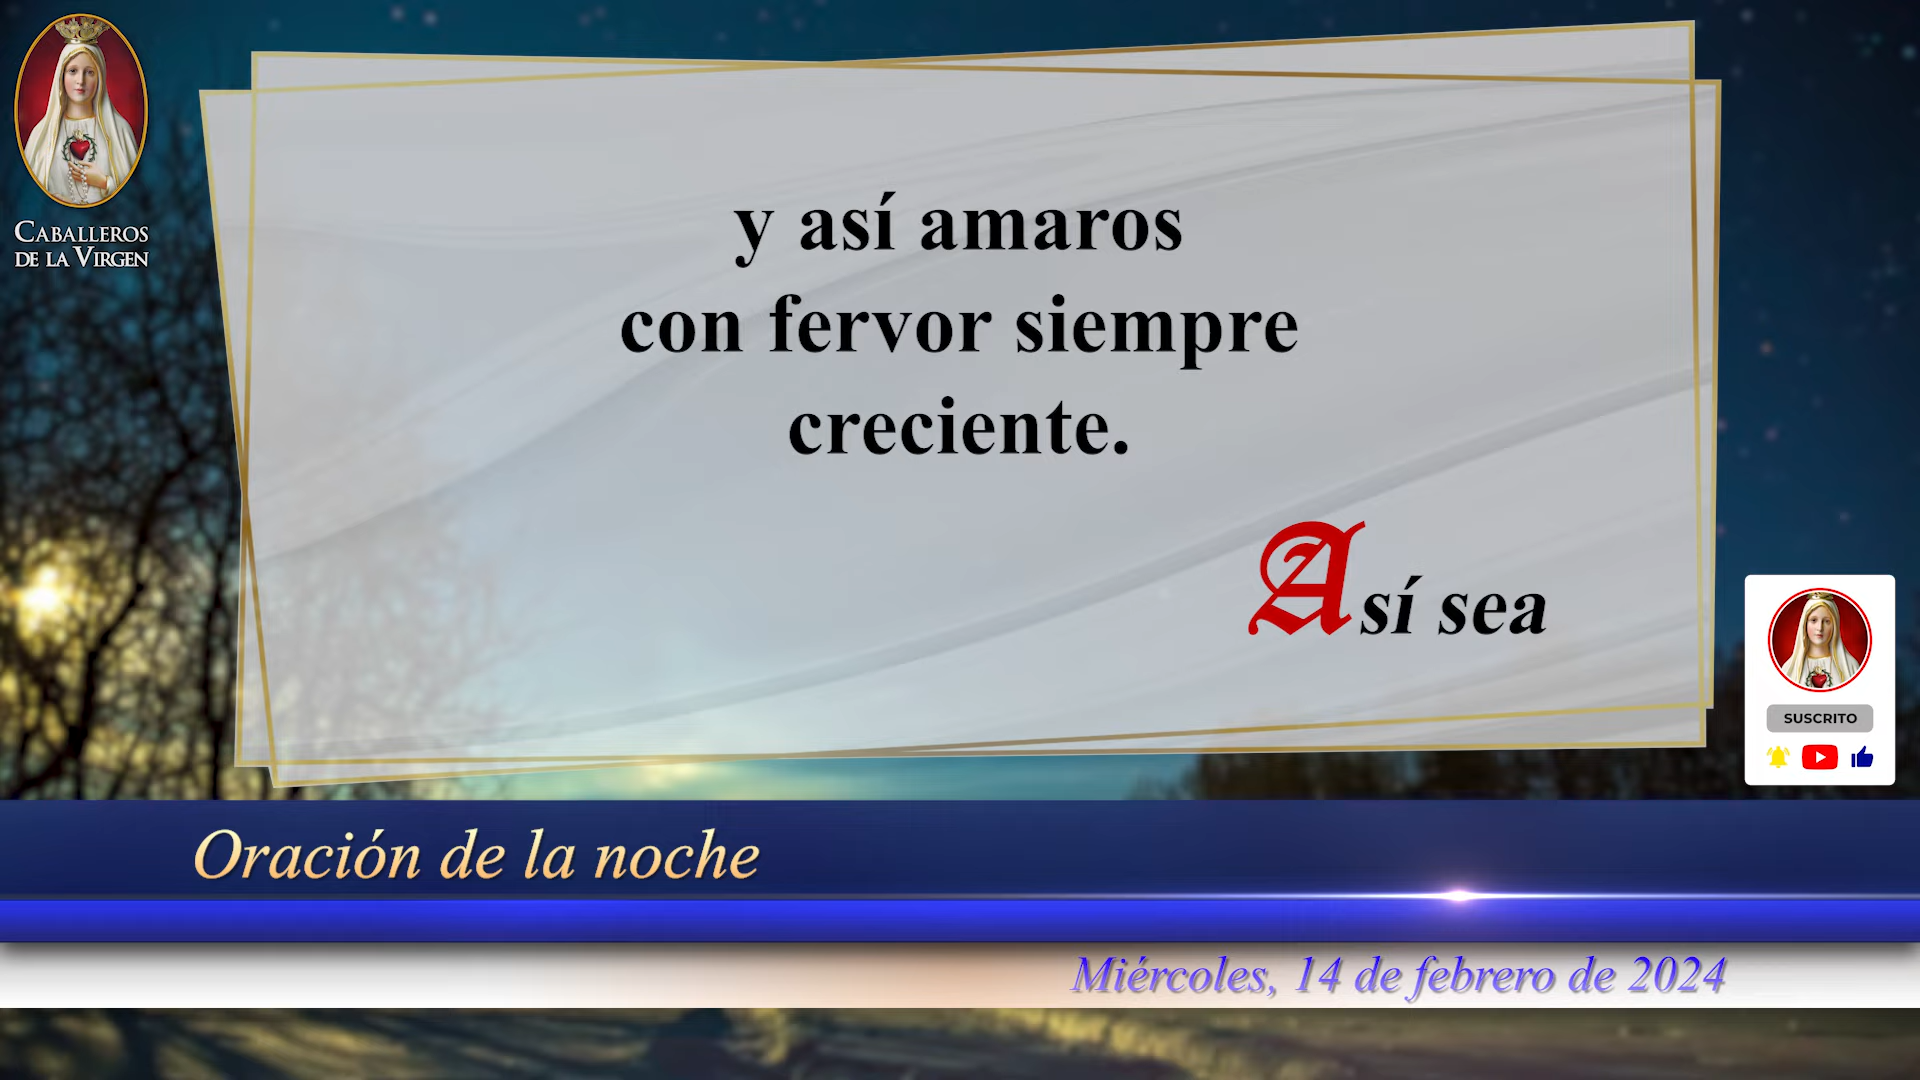 CABALLEROS
DE LA VIRGEN
y así amaros
con fervor siempre
creciente.
Así sea
SUSCRITO
Oración de la noche
Miércoles, 14 de febrero de 2024